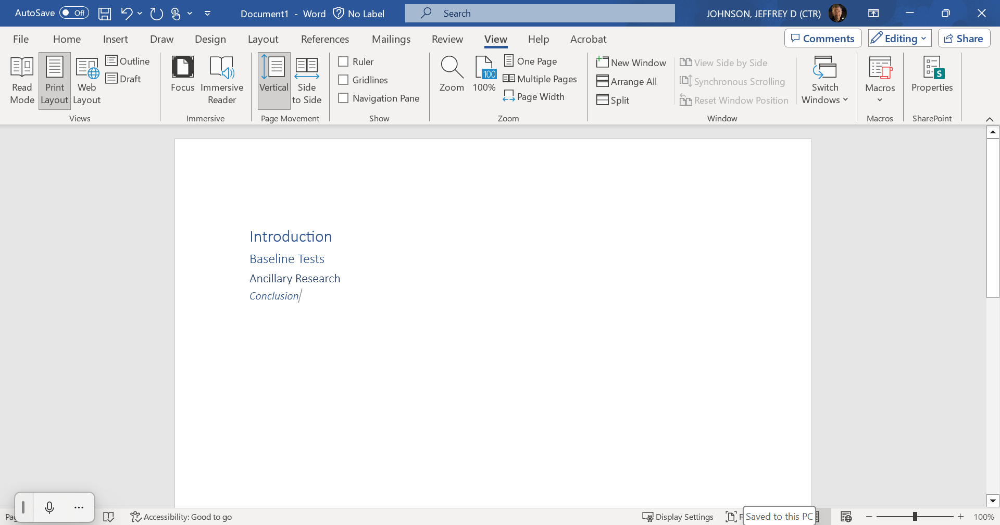 AutoSave Off Document1 - Word No Label Search JOHNSON, JEFFREY D (CTR)
File Home Insert Draw Design Layout References Mailings Review View Help Acrobat Comments Editing Share
Read Mode
Print Layout
Web Layout
Outline
Draft
Views
Focus
Immersive Reader
Immersive
Vertical
Side to Side
Page Movement
Ruler
Gridlines
Navigation Pane
Show
Zoom
100
100%
One Page
Multiple Pages
Page Width
Zoom
New Window
Arrange All
Split
View Side by Side
Synchronous Scrolling
Reset Window Position
Switch Windows
Window
Macros
Macros
S
Properties
SharePoint
Introduction
Baseline Tests
Ancillary Research
Conclusion
Accessibility: Good to go Display Settings Saved to this PC 100%